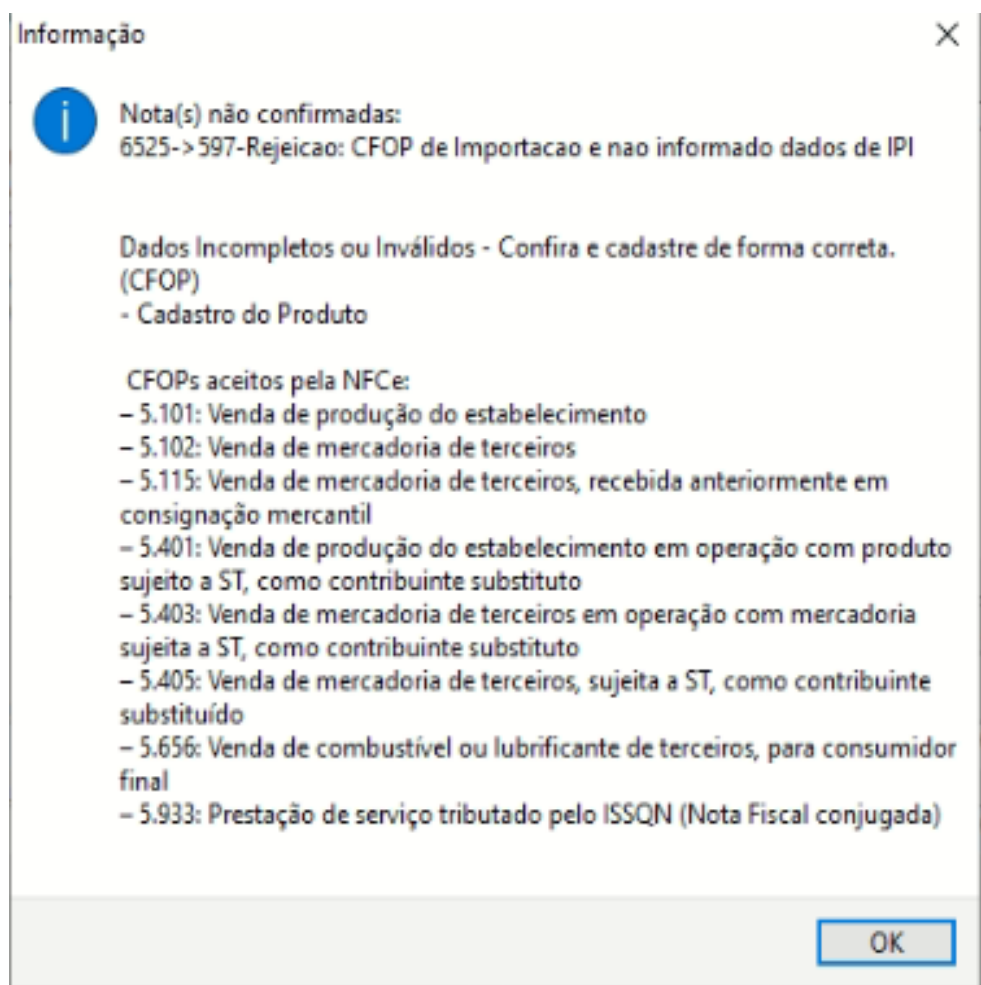 Informação
Nota(s) não confirmadas:
6525->597-Rejeicao: CFOP de Importacao e nao informado dados de IPI
Dados Incompletos ou Inválidos - Confira e cadastre de forma correta.
(CFOP)
- Cadastro do Produto
CFOPs aceitos pela NFCe:
– 5.101: Venda de produção do estabelecimento
– 5.102: Venda de mercadoria de terceiros
– 5.115: Venda de mercadoria de terceiros, recebida anteriormente em
consignação mercantil
– 5.401: Venda de produção do estabelecimento em operação com produto
sujeito a ST, como contribuinte substituto
– 5.403: Venda de mercadoria de terceiros em operação com mercadoria
sujeita a ST, como contribuinte substituto
– 5.405: Venda de mercadoria de terceiros, sujeita a ST, como contribuinte
substituído
– 5.656: Venda de combustível ou lubrificante de terceiros, para consumidor
final
– 5.933: Prestação de serviço tributado pelo ISSQN (Nota Fiscal conjugada)
OK